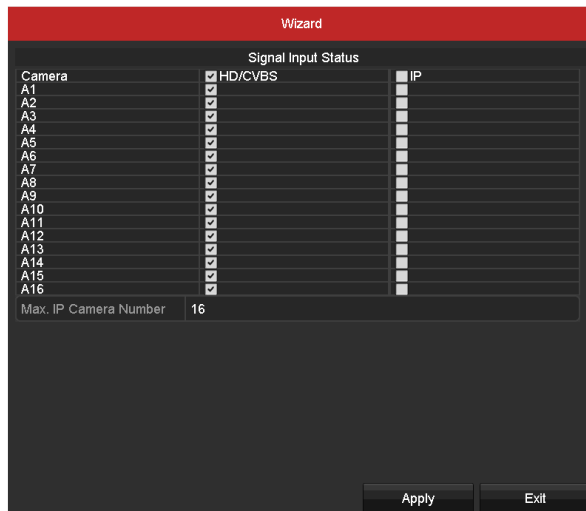 Wizard
Signal Input Status
Camera HD/CVBS IP
A1
A2
A3
A4
A5
A6
A7
A8
A9
A10
A11
A12
A13
A14
A15
A16
Max. IP Camera Number 16
Apply Exit